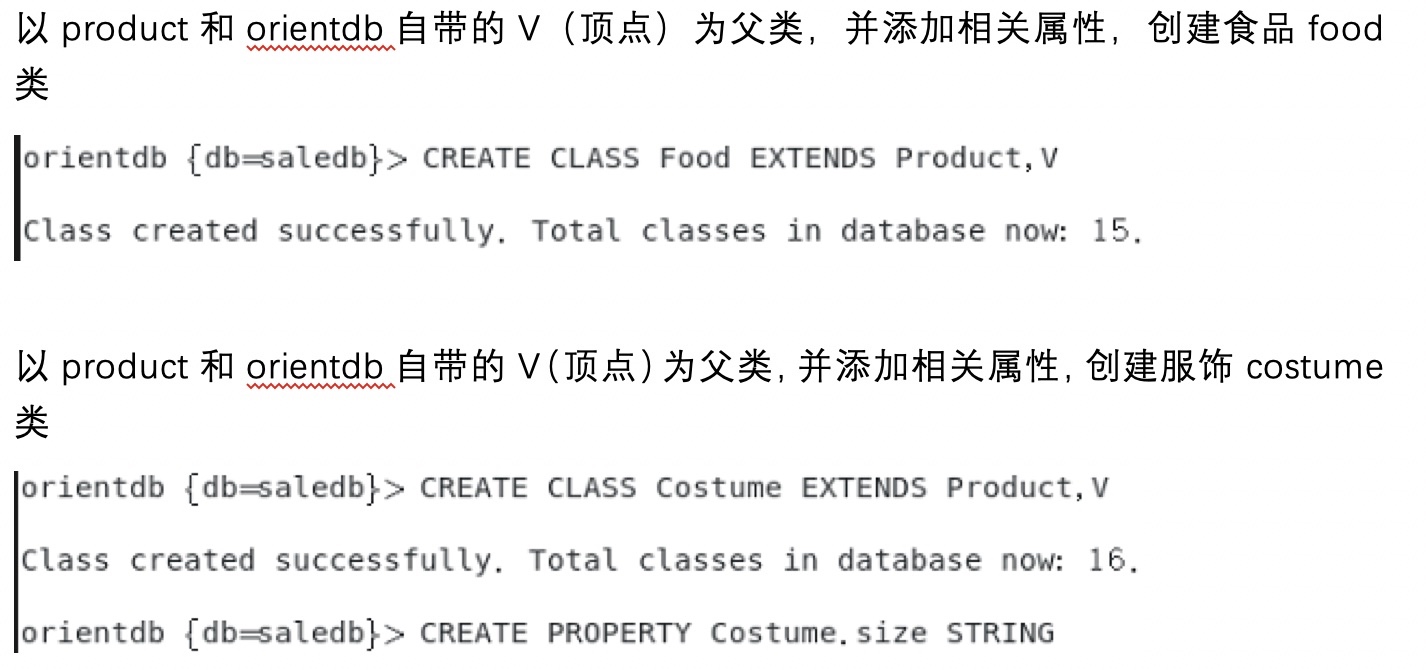 以 product 和 orientdb 自带的 V（顶点）为父类，并添加相关属性，创建食品 food
类
orientdb {db=saledb}> CREATE CLASS Food EXTENDS Product,V
Class created successfully. Total classes in database now: 15.
以 product 和 orientdb 自带的 V(顶点)为父类,并添加相关属性,创建服饰 costume
类
orientdb {db=saledb}> CREATE CLASS Costume EXTENDS Product,V
Class created successfully. Total classes in database now: 16.
orientdb {db=saledb}> CREATE PROPERTY Costume.size STRING